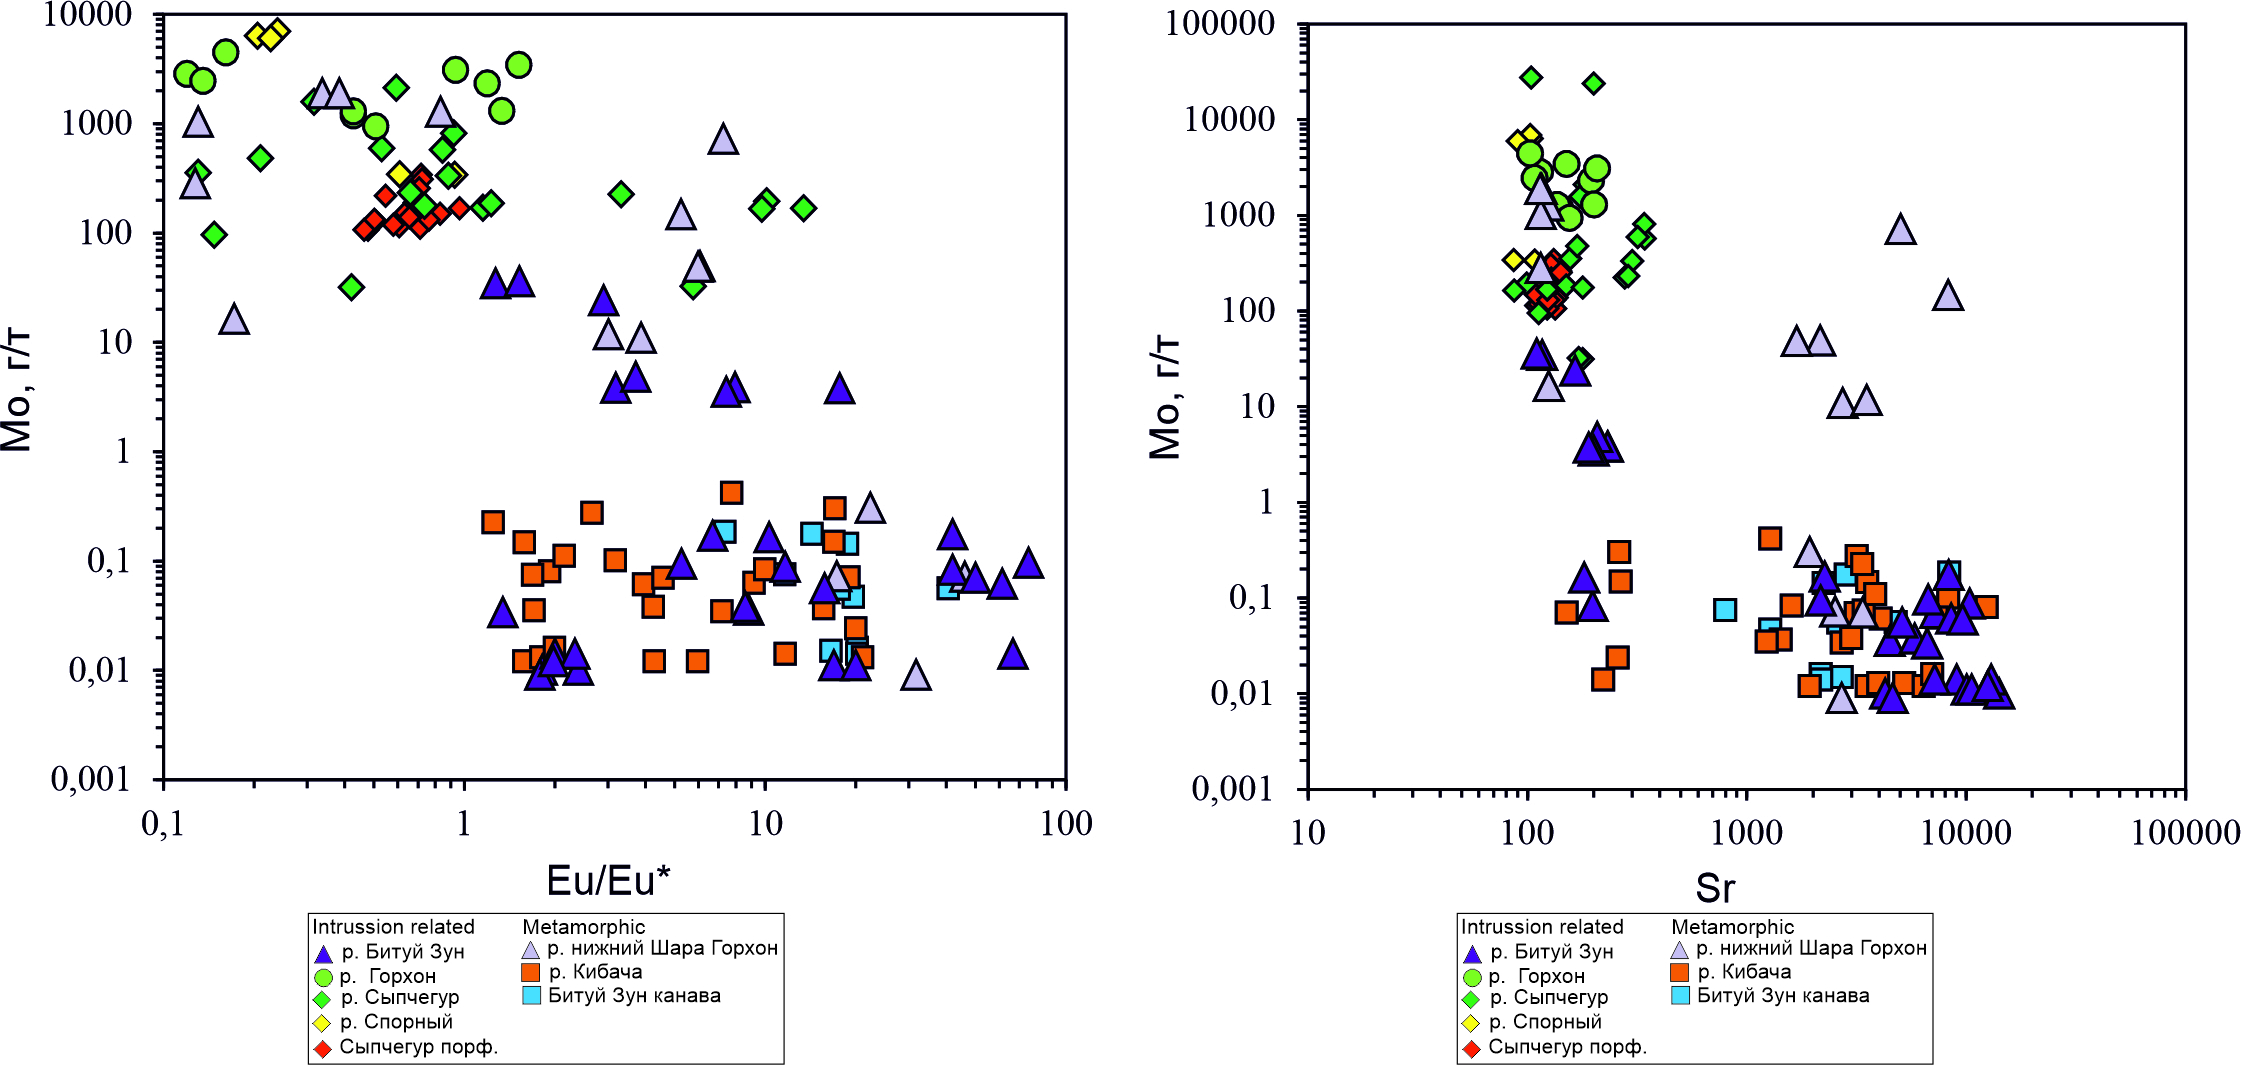 10000
1000
100
10
1
0,1
0,01
0,001
Mo, г/т
0,1 1 10 100
Eu/Eu*
Intrussion related
р. Битуй Зун
р. Горхон
р. Сыпчегур
р. Спорный
Сыпчегур порф.
Metamorphic
р. нижний Шара Горхон
р. Кибача
Битуй Зун канава
100000
10000
1000
100
10
1
0,1
0,01
0,001
Mo, г/т
10 100 1000 10000 100000
Sr
Intrussion related
р. Битуй Зун
р. Горхон
р. Сыпчегур
р. Спорный
Сыпчегур порф.
Metamorphic
р. нижний Шара Горхон
р. Кибача
Битуй Зун канава